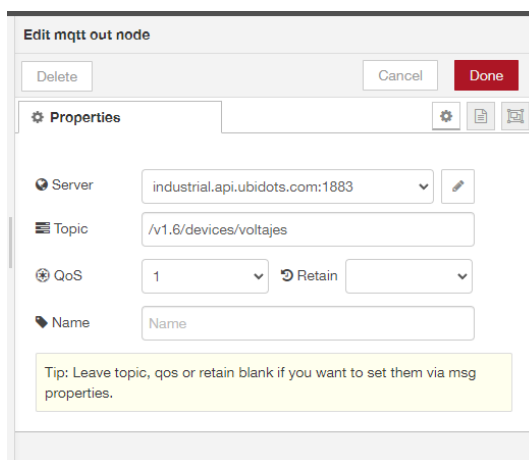 Edit mqtt out node
Delete Cancel Done
Properties
Server industrial.api.ubidots.com:1883
Topic /v1.6/devices/voltajes
QoS 1 Retain
Name Name
Tip: Leave topic, qos or retain blank if you want to set them via msg
properties.